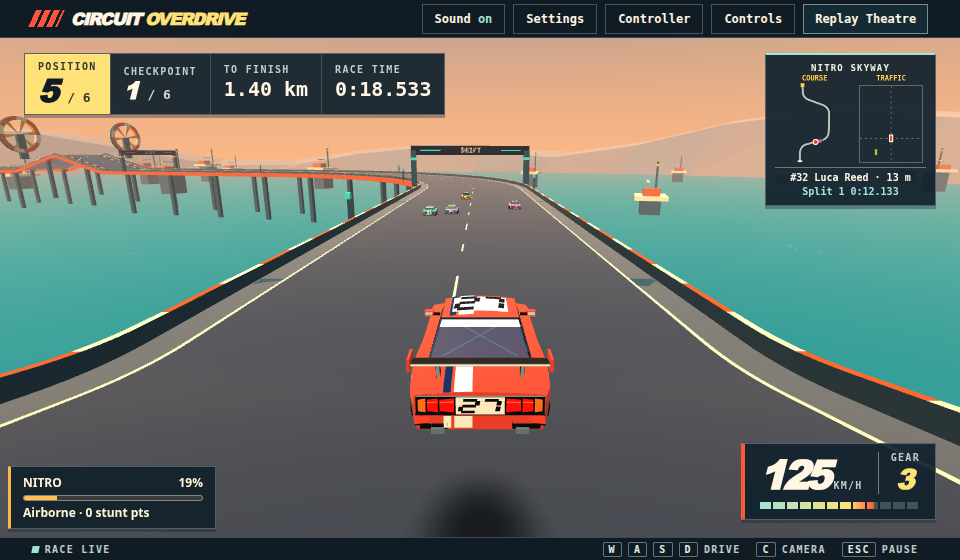 CIRCUIT OVERDRIVE
Sound on
Settings
Controller
Controls
Replay Theatre
POSITION
5 / 6
CHECKPOINT
1 / 6
TO FINISH
1.40 km
RACE TIME
0:18.533
NITRO SKYWAY
COURSE
TRAFFIC
#32 Luca Reed · 13 m
Split 1 0:12.133
DRIFT
27
27
NITRO
19%
Airborne · 0 stunt pts
125 KM/H
GEAR
3
RACE LIVE
W A S D DRIVE
C CAMERA
ESC PAUSE